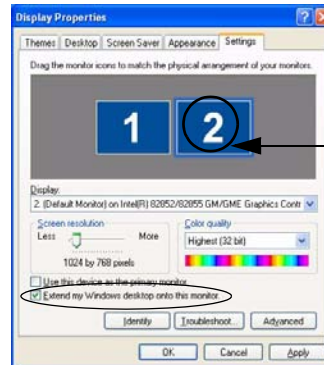 Display Properties
Themes Desktop Screen Saver Appearance Settings
Drag the monitor icons to match the physical arrangement of your monitors.
1 2
Display:
2. (Default Monitor) on Intel(R) 82852/82855 GM/GME Graphics Contr
Screen resolution Color quality
Less More Highest (32 bit)
1024 by 768 pixels
Use this device as the primary monitor.
Extend my Windows desktop onto this monitor.
Identify Troubleshoot... Advanced
OK Cancel Apply